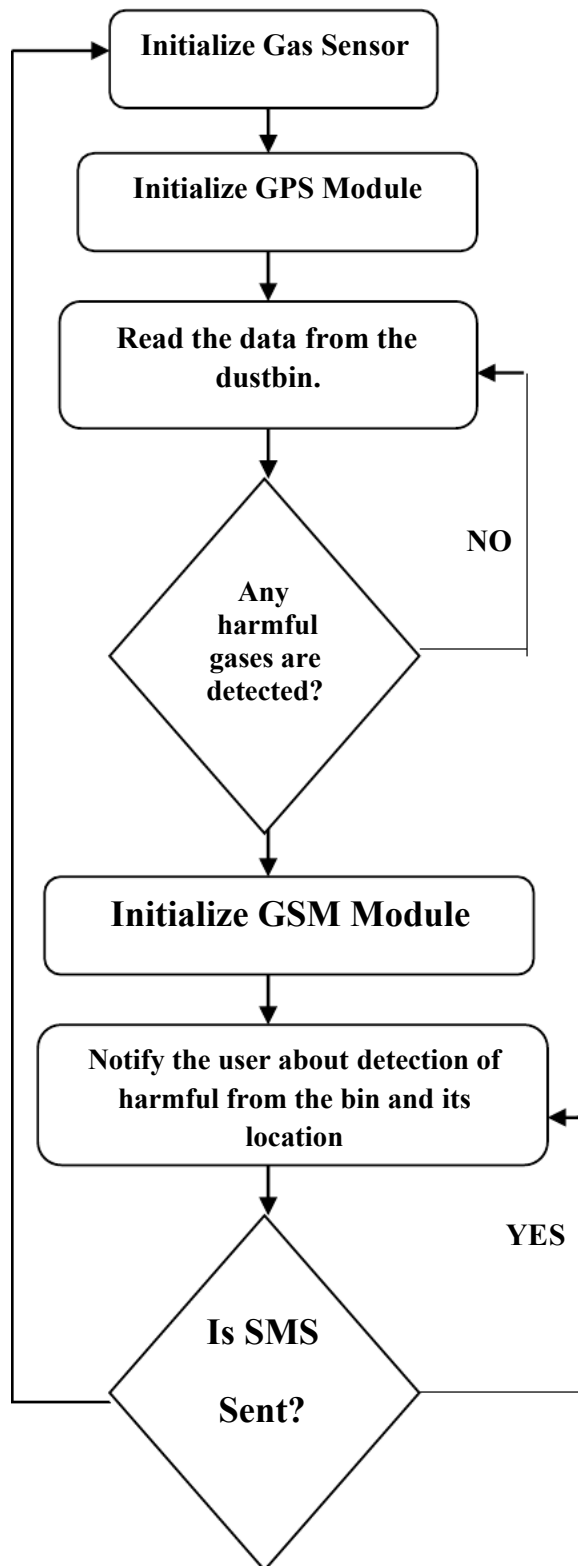 Initialize Gas Sensor
Initialize GPS Module
Read the data from the
dustbin.
NO
Any
harmful
gases are
detected?
Initialize GSM Module
Notify the user about detection of
harmful from the bin and its
location
YES
Is SMS
Sent?